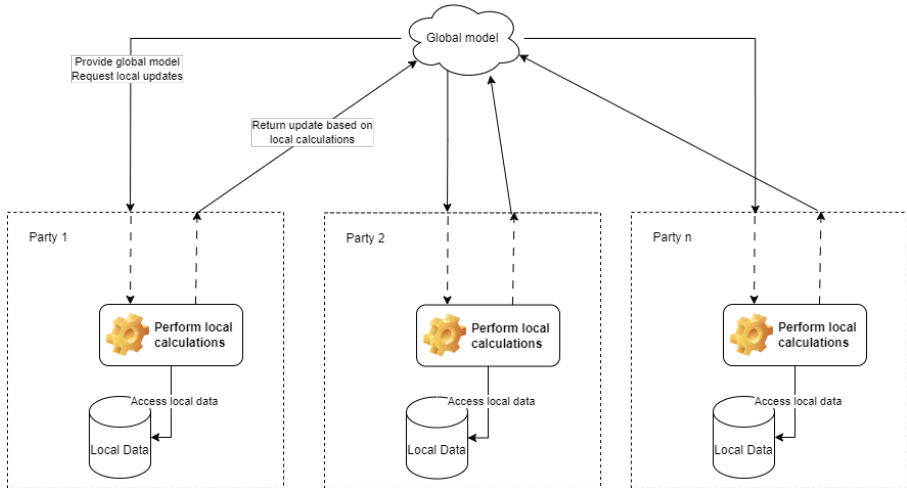 Global model
Provide global model
Request local updates
Return update based on
local calculations
Party 1
Party 2
Party n
Perform local
calculations
Perform local
calculations
Perform local
calculations
Access local data
Access local data
Access local data
Local Data
Local Data
Local Data